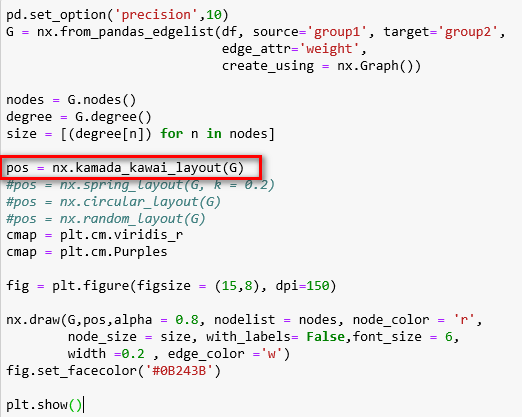 pd.set_option('precision',10)
G = nx.from_pandas_edgelist(df, source='group1', target='group2',
edge_attr='weight',
create_using = nx.Graph())
nodes = G.nodes()
degree = G.degree()
size = [(degree[n]) for n in nodes]
pos = nx.kamada_kawai_layout(G)
#pos = nx.spring_layout(G, k = 0.2)
#pos = nx.circular_layout(G)
#pos = nx.random_layout(G)
cmap = plt.cm.viridis_r
cmap = plt.cm.Purples
fig = plt.figure(figsize = (15,8), dpi=150)
nx.draw(G,pos,alpha = 0.8, nodelist = nodes, node_color = 'r',
node_size = size, with_labels= False,font_size = 6,
width =0.2 , edge_color ='w')
fig.set_facecolor('#0B243B')
plt.show()